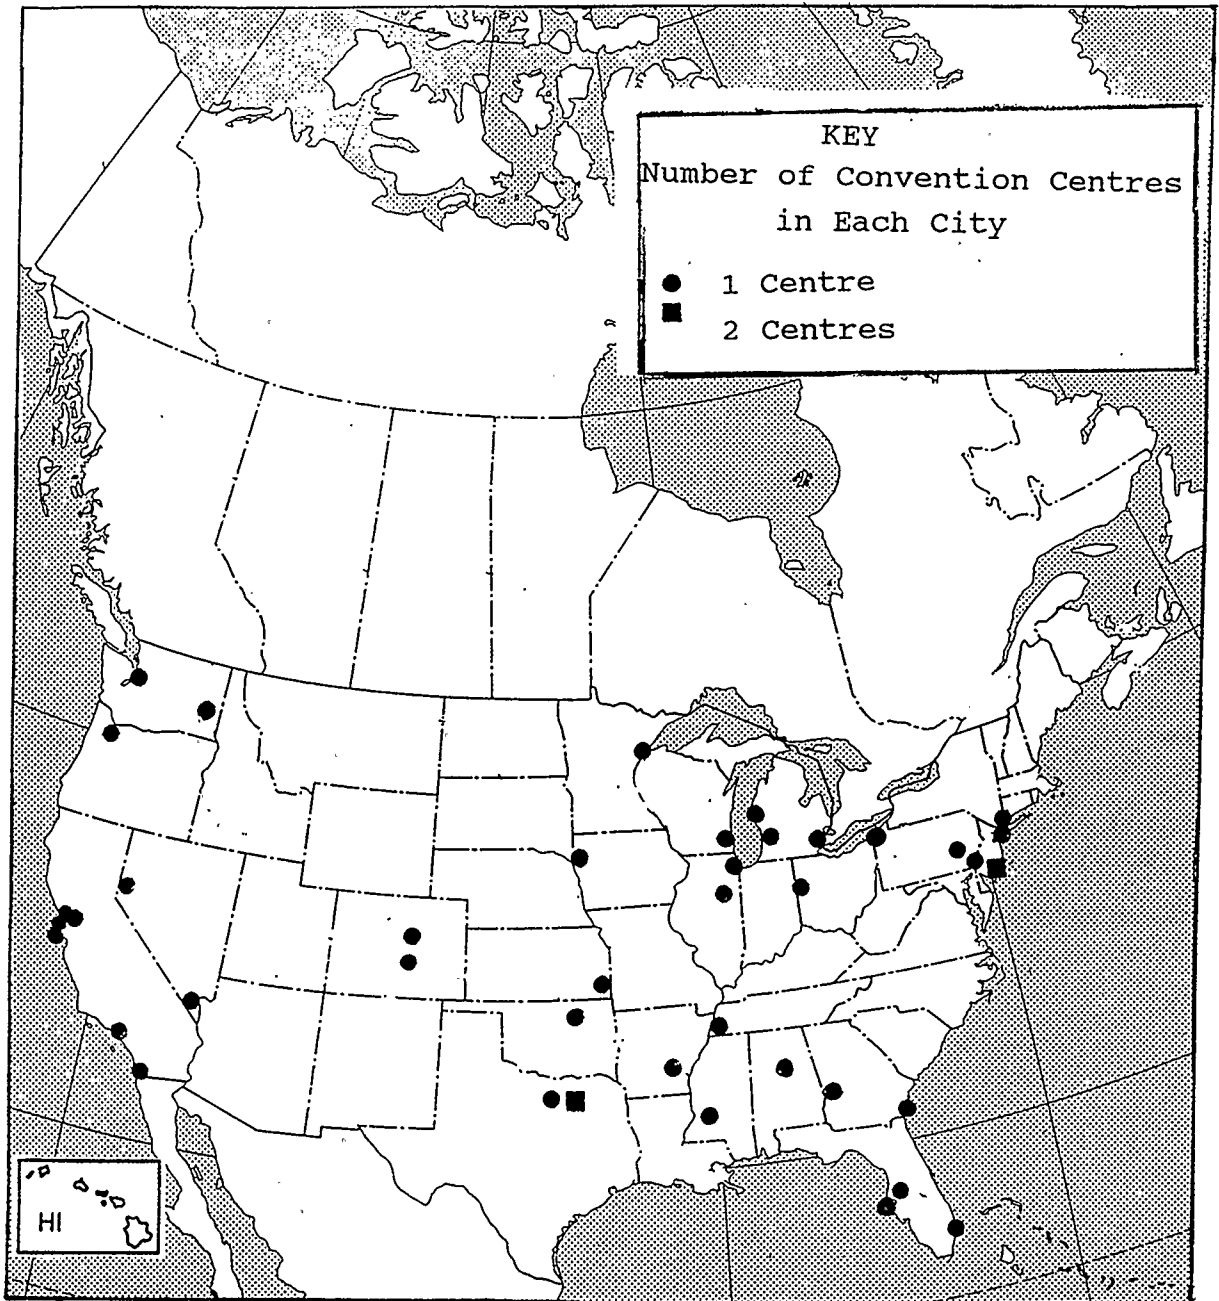 KEY
Number of Convention Centres
in Each City
1 Centre
2 Centres
HI